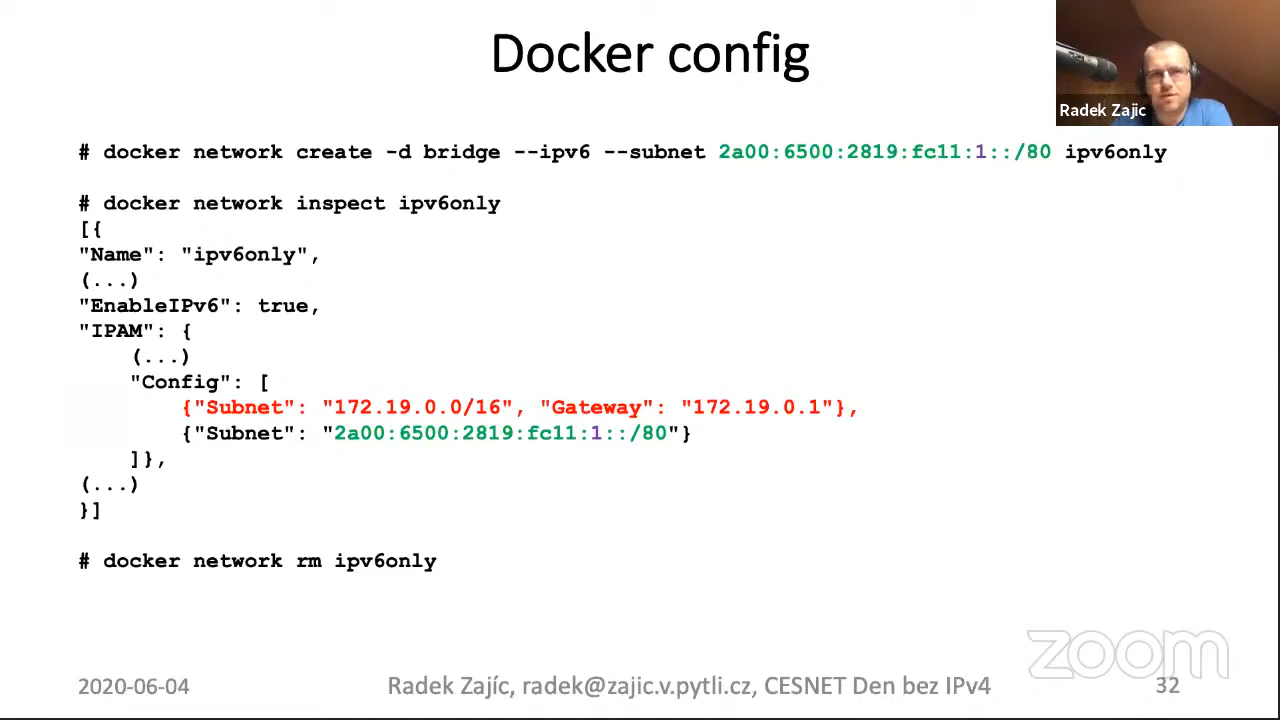 Docker config
Radek Zajic
# docker network create -d bridge --ipv6 --subnet 2a00:6500:2819:fc11:1::/80 ipv6only
# docker network inspect ipv6only
[{
"Name": "ipv6only",
(...)
"EnableIPv6": true,
"IPAM": {
(...)
"Config": [
{"Subnet": "172.19.0.0/16", "Gateway": "172.19.0.1"},
{"Subnet": "2a00:6500:2819:fc11:1::/80"}
]},
(...)
}]
# docker network rm ipv6only
zoom
2020-06-04
Radek Zajíc, radek@zajic.v.pytli.cz, CESNET Den bez IPv4
32